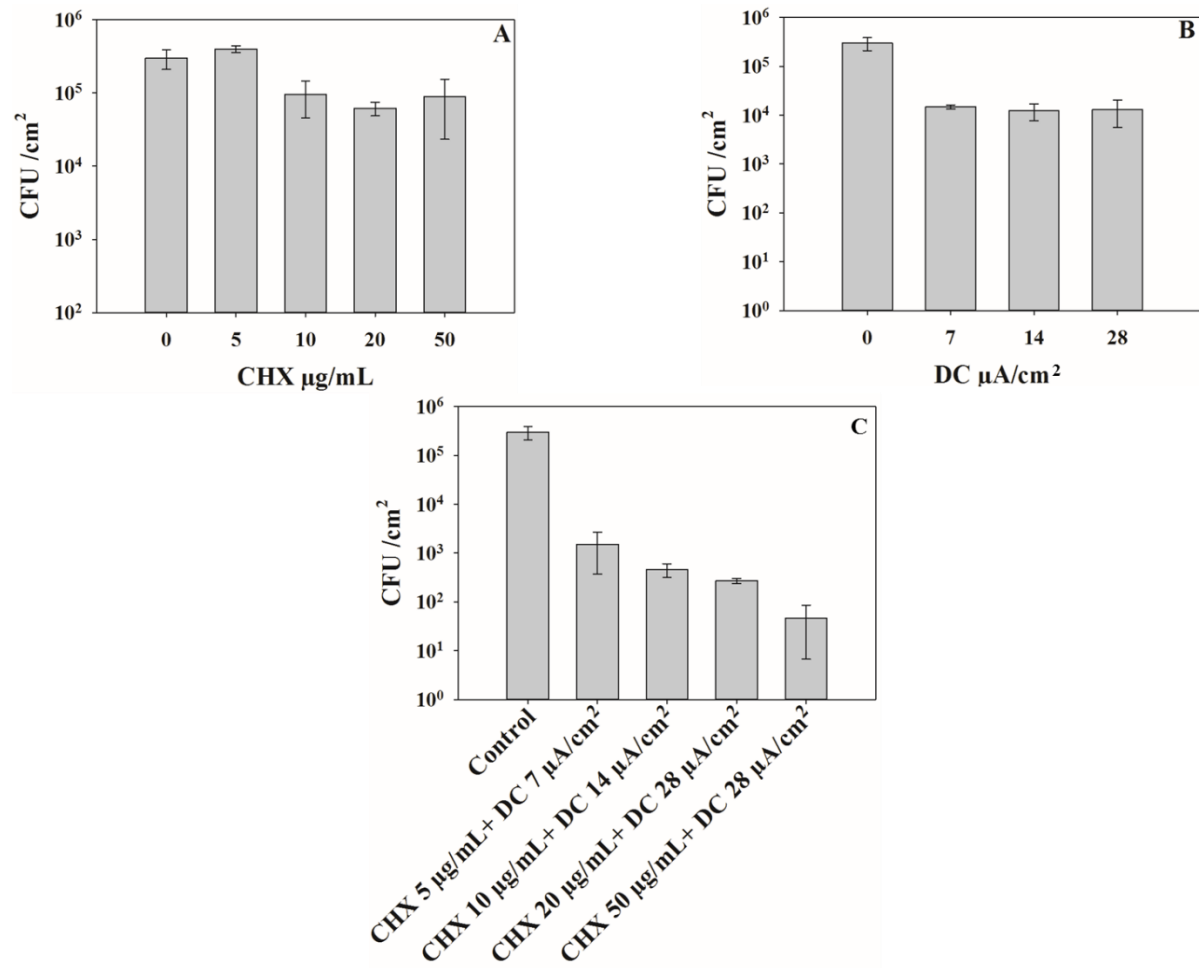 A
10⁶
10⁵
10⁴
10³
10²
CFU /cm²
0 5 10 20 50
CHX µg/mL
B
10⁶
10⁵
10⁴
10³
10²
10¹
10⁰
CFU /cm²
0 7 14 28
DC µA/cm²
C
10⁶
10⁵
10⁴
10³
10²
10¹
10⁰
CFU /cm²
Control
CHX 5 µg/mL+ DC 7 µA/cm²
CHX 10 µg/mL+ DC 14 µA/cm²
CHX 20 µg/mL+ DC 28 µA/cm²
CHX 50 µg/mL+ DC 28 µA/cm²